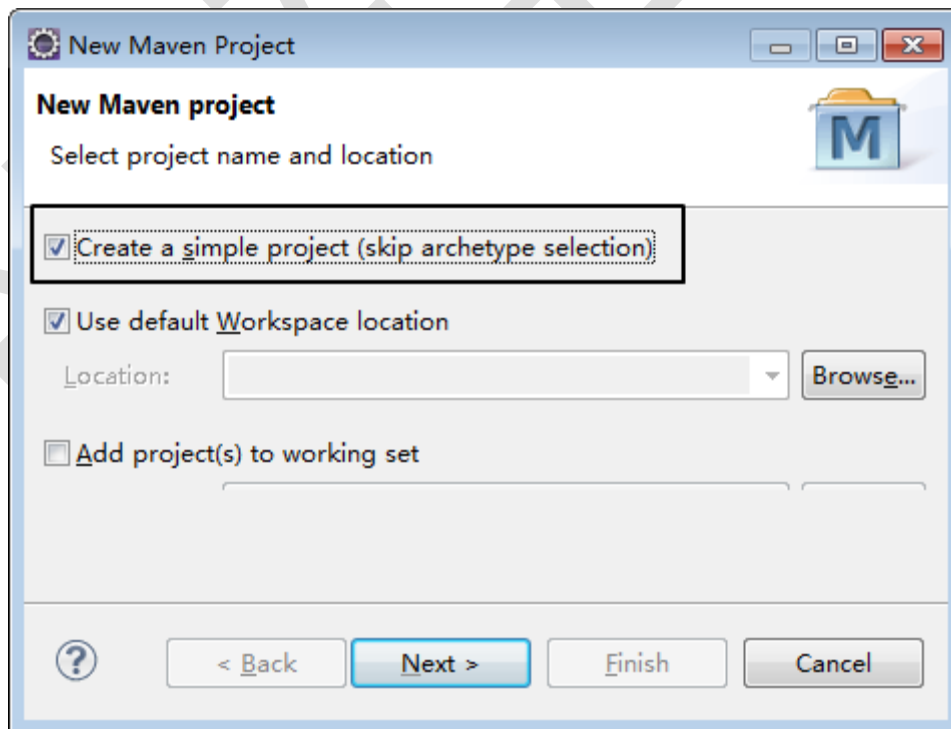 New Maven Project
New Maven project
M
Select project name and location
Create a simple project (skip archetype selection)
Use default Workspace location
Location:
Browse...
Add project(s) to working set
?
< Back
Next >
Finish
Cancel